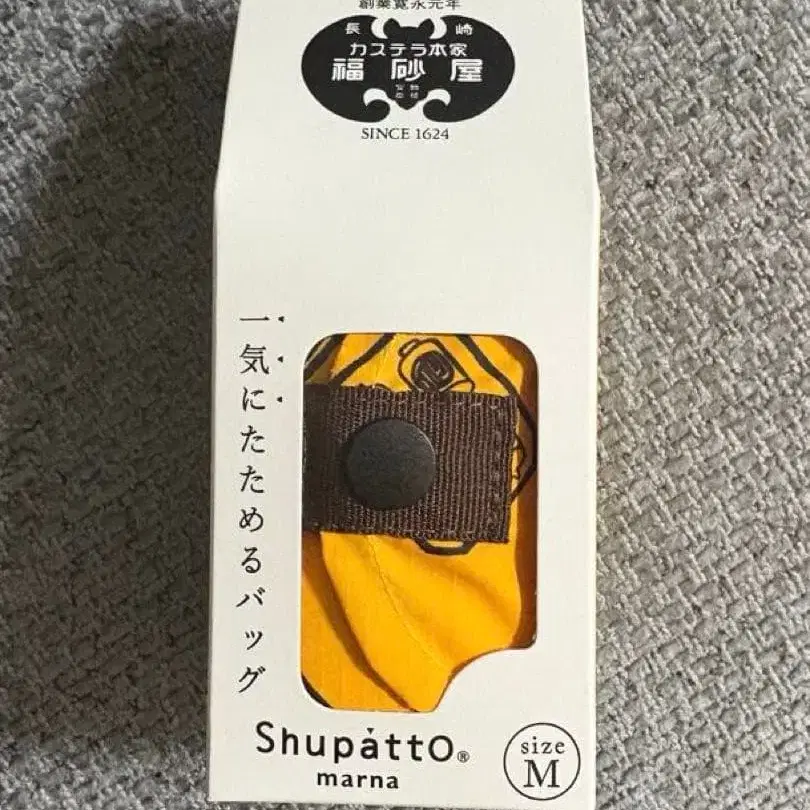 創業寛永元年
長崎
カステラ本家
福砂屋
SINCE 1624
一気にたためるバッグ
Shupatto®
marna
size
M